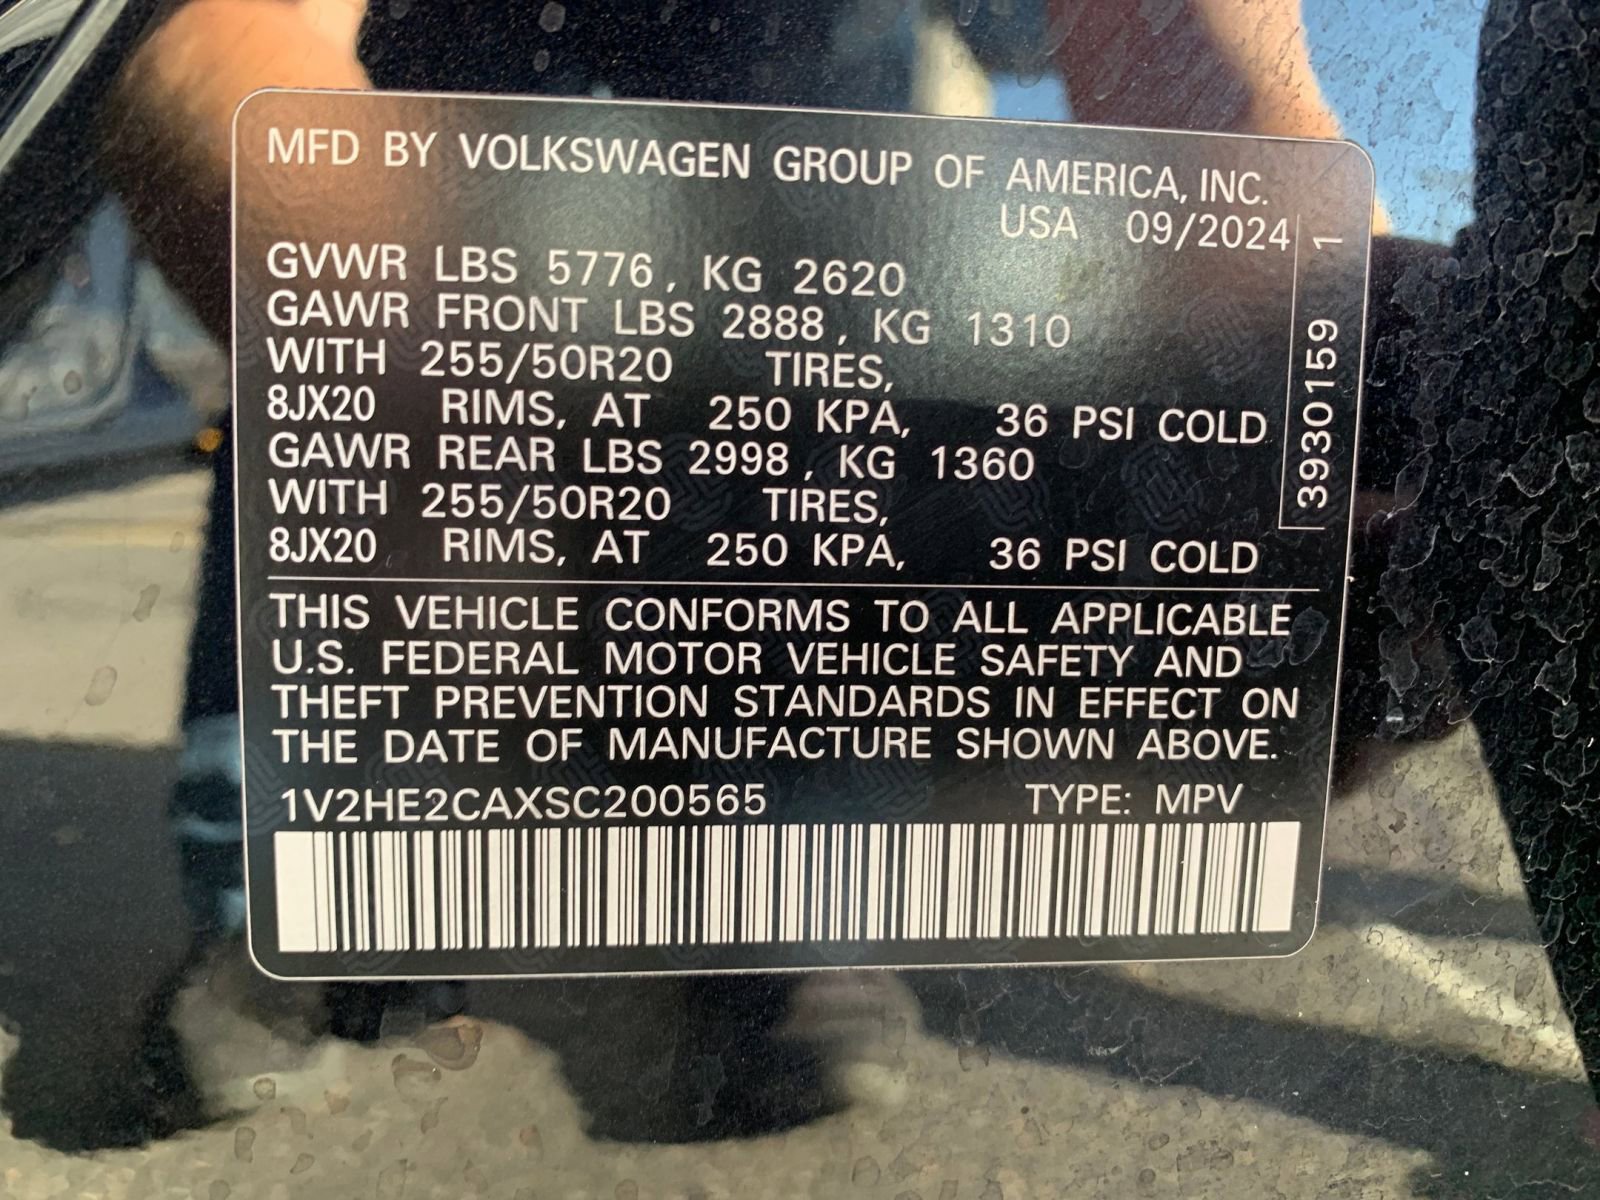 MFD BY VOLKSWAGEN GROUP OF AMERICA, INC.
USA 09/2024
GVWR LBS 5776, KG 2620
GAWR FRONT LBS 2888, KG 1310
WITH 255/50R20 TIRES,
8JX20 RIMS, AT 250 KPA, 36 PSI COLD
GAWR REAR LBS 2998, KG 1360
WITH 255/50R20 TIRES,
8JX20 RIMS, AT 250 KPA, 36 PSI COLD
3930159 1
THIS VEHICLE CONFORMS TO ALL APPLICABLE
U.S. FEDERAL MOTOR VEHICLE SAFETY AND
THEFT PREVENTION STANDARDS IN EFFECT ON
THE DATE OF MANUFACTURE SHOWN ABOVE.
1V2HE2CAXSC200565 TYPE: MPV